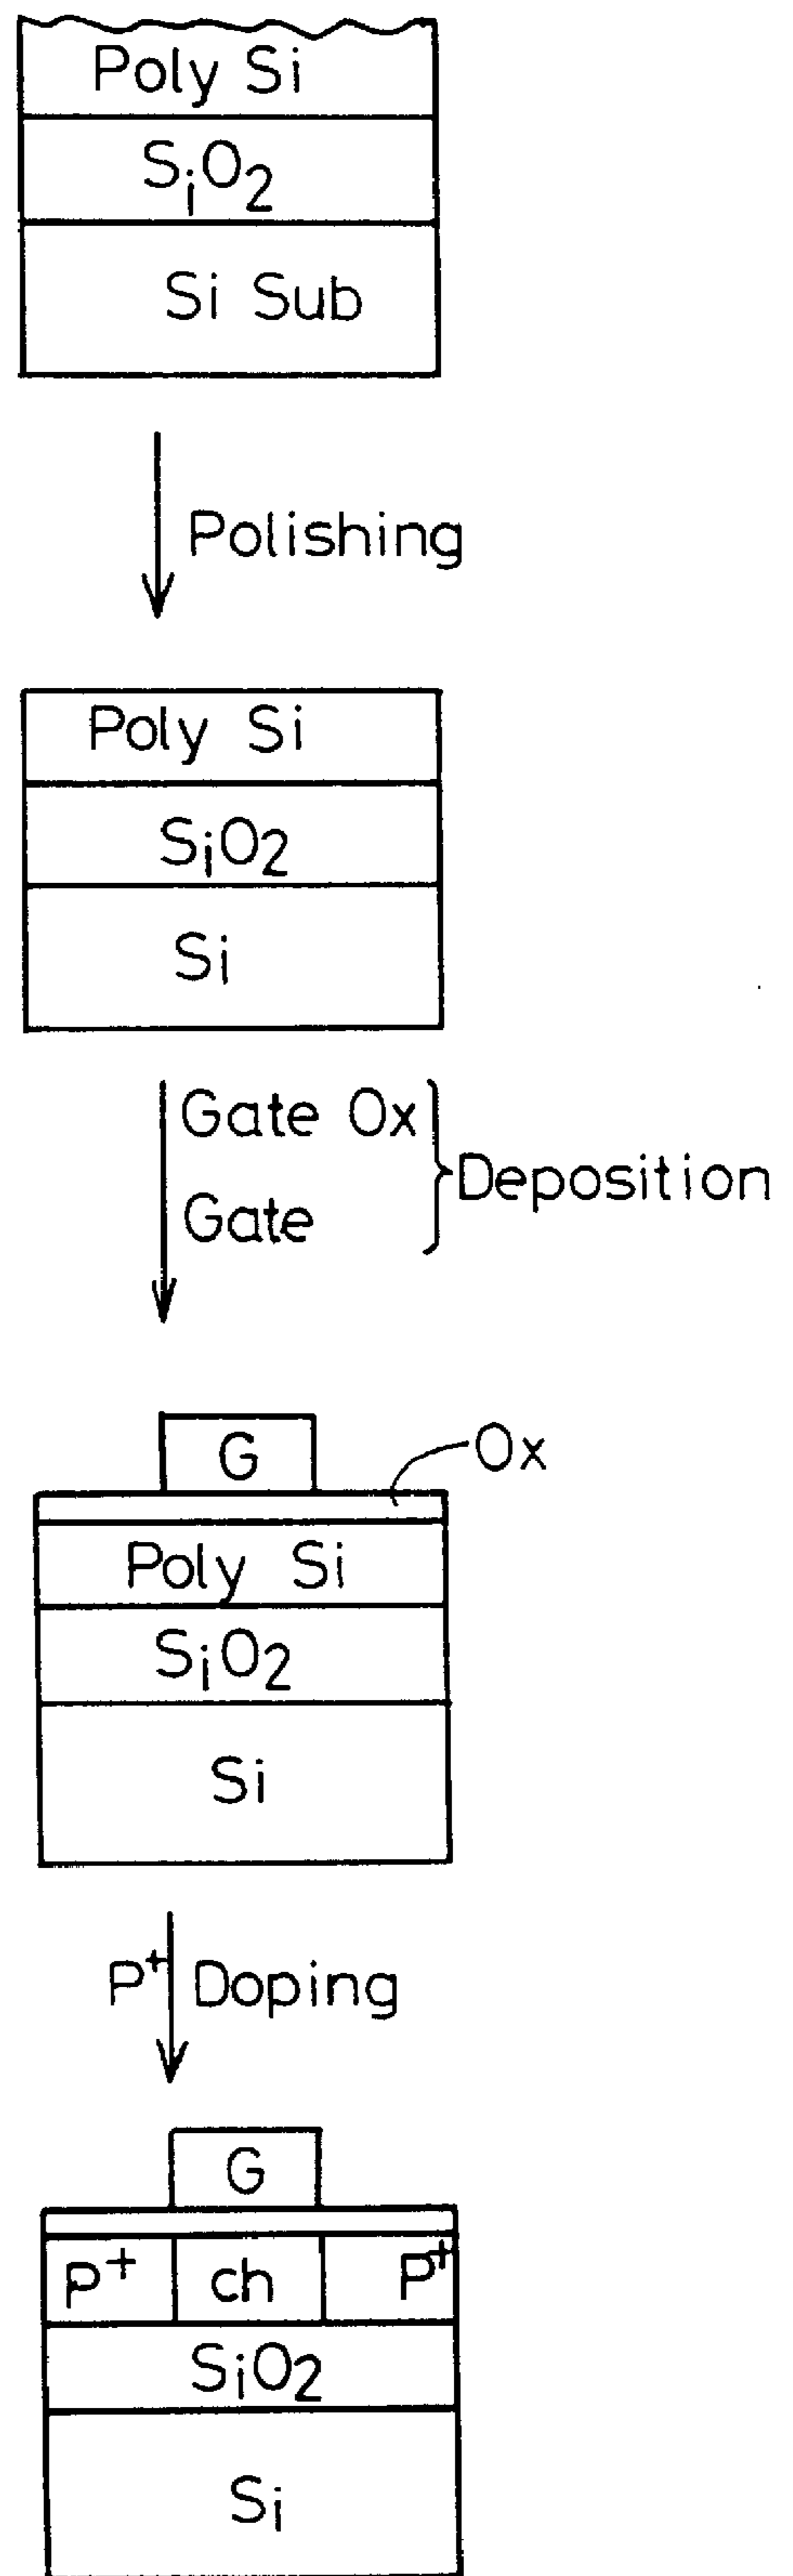 Poly Si
SiO2
Si Sub
Polishing
Poly Si
SiO2
Si
Gate Ox
Deposition
Gate
G
Ox
Poly Si
SiO2
Si
P+ Doping
G
P+ ch P+
SiO2
Si